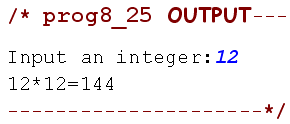 /* prog8_25 OUTPUT---
Input an integer:12
12*12=144
---------------------*/